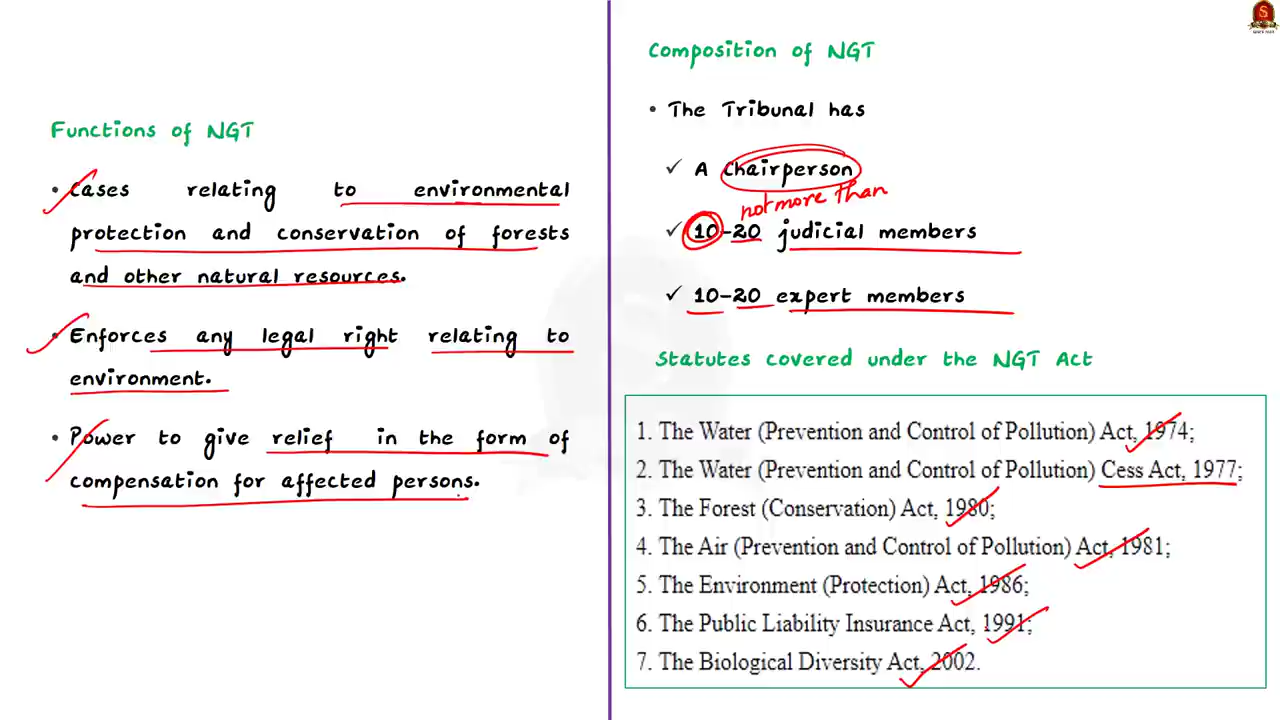 Functions of NGT
• Cases relating to environmental
protection and conservation of forests
and other natural resources.
• Enforces any legal right relating to
environment.
• Power to give relief in the form of
compensation for affected persons.
Composition of NGT
• The Tribunal has
✓ A Chairperson
not more than
✓ 10-20 judicial members
✓ 10-20 expert members
Statutes covered under the NGT Act
1. The Water (Prevention and Control of Pollution) Act, 1974;
2. The Water (Prevention and Control of Pollution) Cess Act, 1977;
3. The Forest (Conservation) Act, 1980;
4. The Air (Prevention and Control of Pollution) Act, 1981;
5. The Environment (Protection) Act, 1986;
6. The Public Liability Insurance Act, 1991;
7. The Biological Diversity Act, 2002.